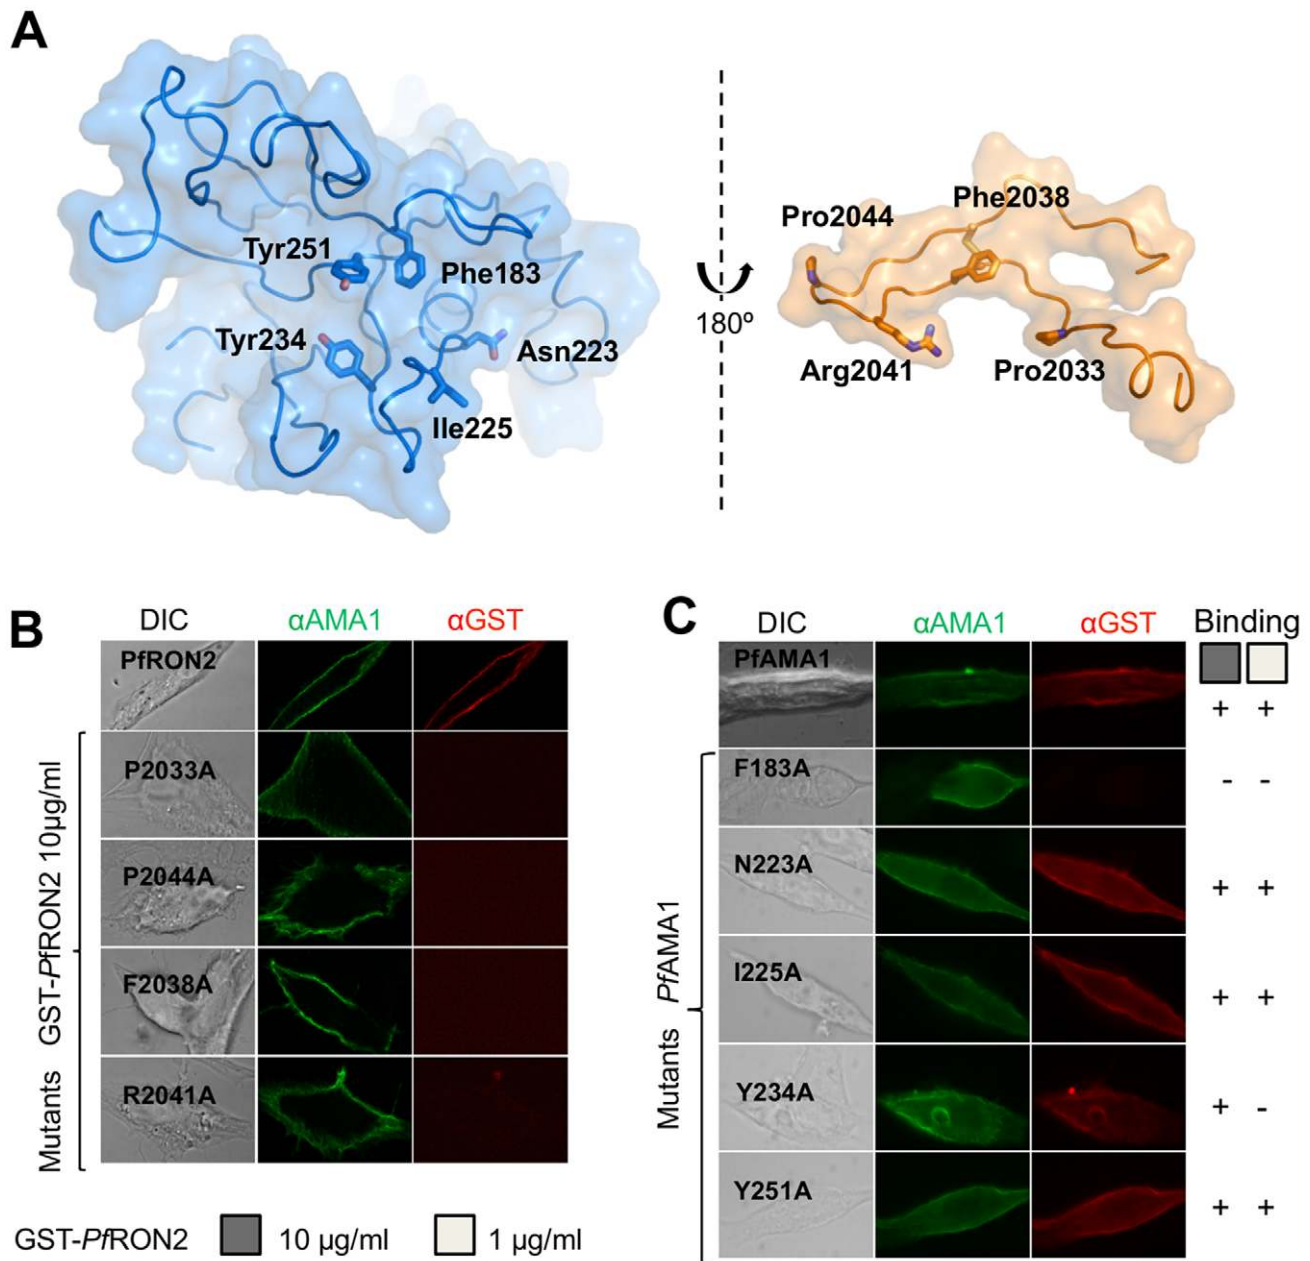 A
Tyr251
Phe183
Tyr234
Asn223
Ile225
180º
Phe2038
Pro2044
Arg2041
Pro2033
B
DIC
αAMA1
αGST
PfRON2
P2033A
P2044A
F2038A
R2041A
Mutants GST-PfRON2 10µg/ml
GST-PfRON2
10 µg/ml
1 µg/ml
C
DIC
αAMA1
αGST
Binding
PfAMA1
+ +
F183A
- -
N223A
+ +
I225A
+ +
Y234A
+ -
Y251A
+ +
Mutants PfAMA1